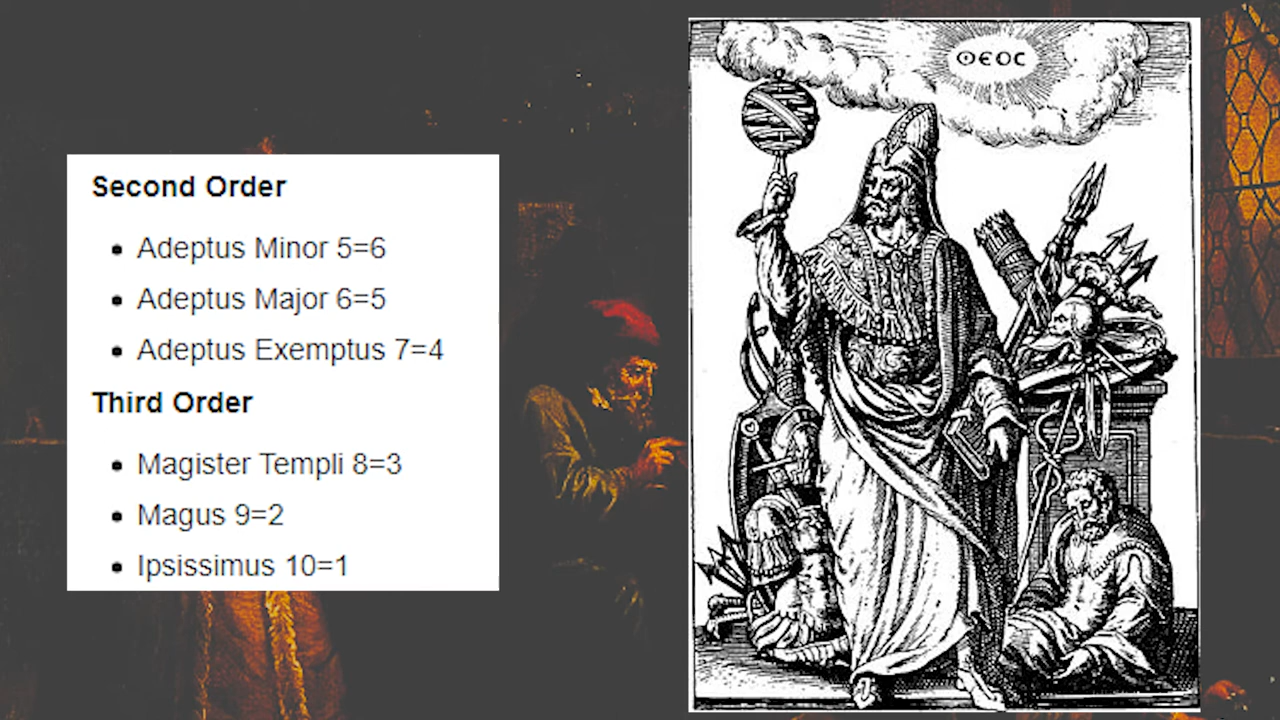 Second Order
Adeptus Minor 5=6
Adeptus Major 6=5
Adeptus Exemptus 7=4
Third Order
Magister Templi 8=3
Magus 9=2
Ipsissimus 10=1
ΘЄOC